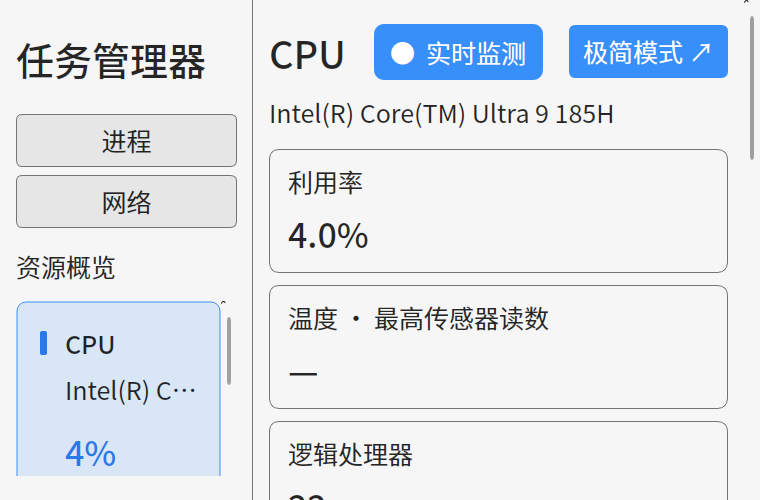 任务管理器
进程
网络
资源概览
CPU
Intel(R) C…
4%
CPU
实时监测
极简模式 ↗
Intel(R) Core(TM) Ultra 9 185H
利用率
4.0%
温度 · 最高传感器读数
—
逻辑处理器